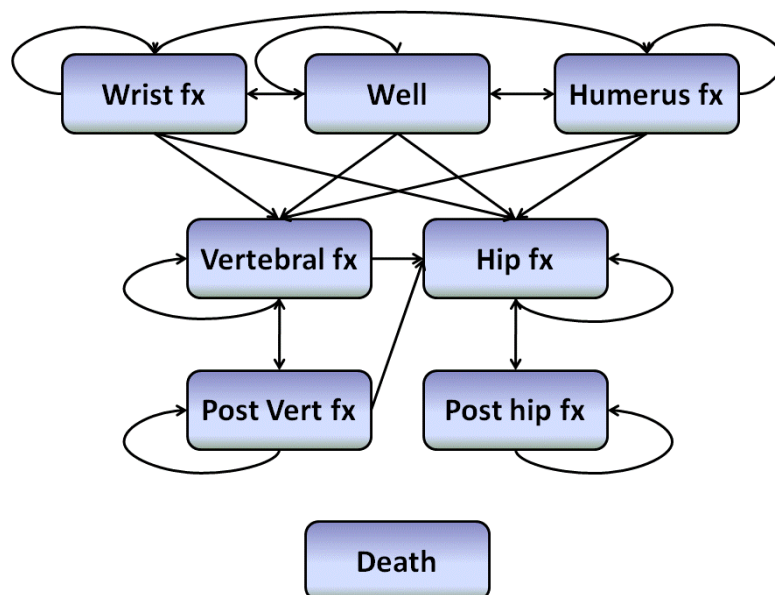 Wrist fx
Well
Humerus fx
Vertebral fx
Hip fx
Post Vert fx
Post hip fx
Death